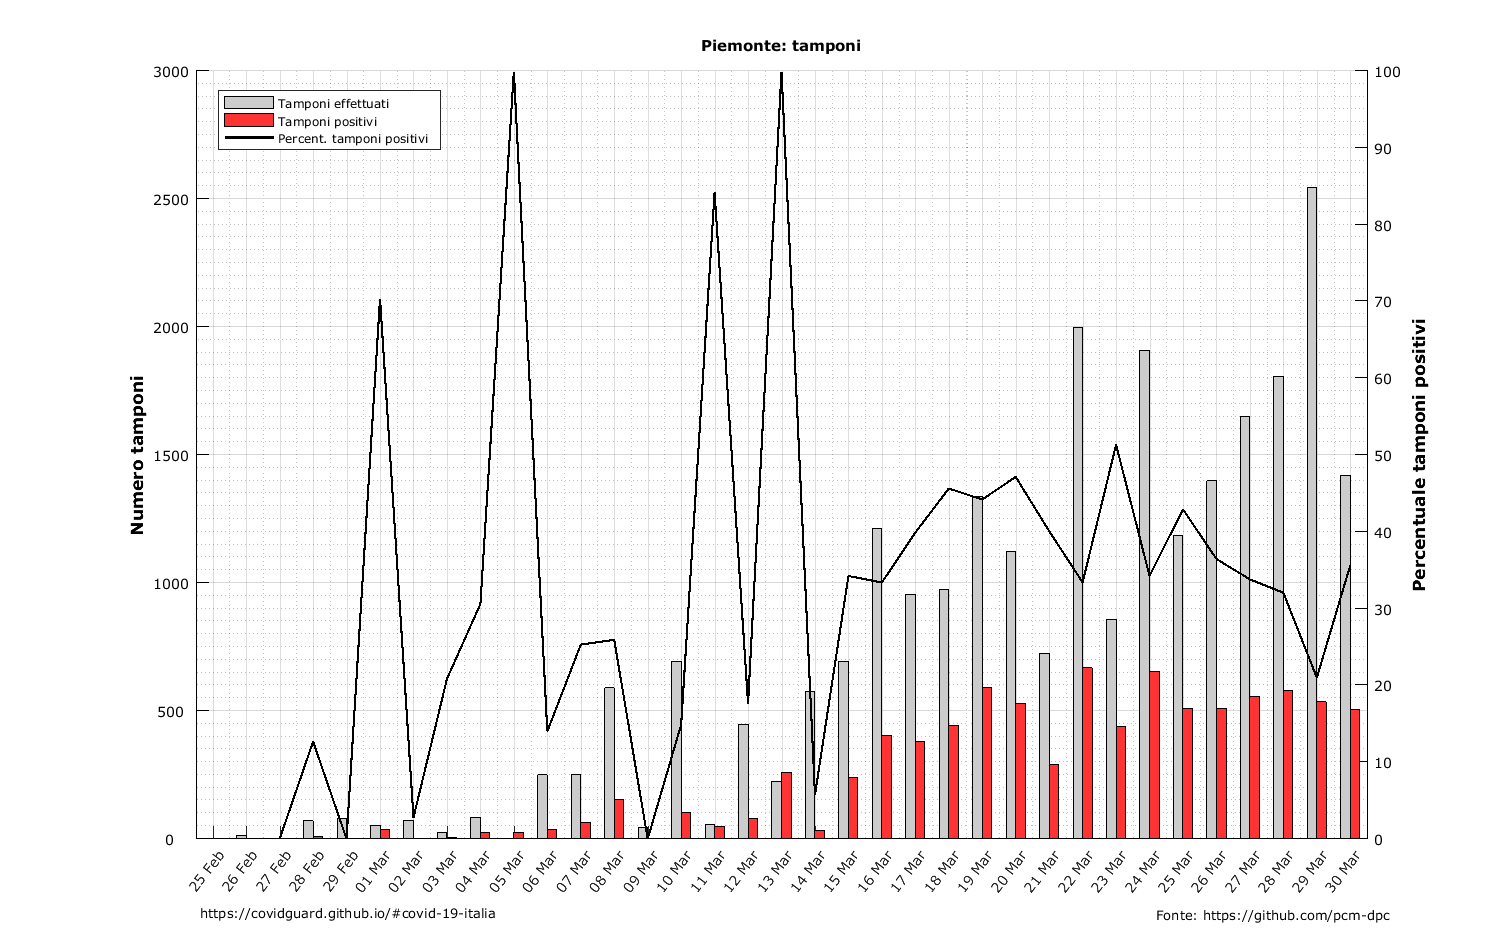 Piemonte: tamponi
Tamponi effettuati
Tamponi positivi
Percent. tamponi positivi
Numero tamponi
3000
2500
2000
1500
1000
500
0
100
90
80
70
60
50
40
30
20
10
0
Percentuale tamponi positivi
25 Feb
26 Feb
27 Feb
28 Feb
29 Feb
01 Mar
02 Mar
03 Mar
04 Mar
05 Mar
06 Mar
07 Mar
08 Mar
09 Mar
10 Mar
11 Mar
12 Mar
13 Mar
14 Mar
15 Mar
16 Mar
17 Mar
18 Mar
19 Mar
20 Mar
21 Mar
22 Mar
23 Mar
24 Mar
25 Mar
26 Mar
27 Mar
28 Mar
29 Mar
30 Mar
https://covidguard.github.io/#covid-19-italia
Fonte: https://github.com/pcm-dpc